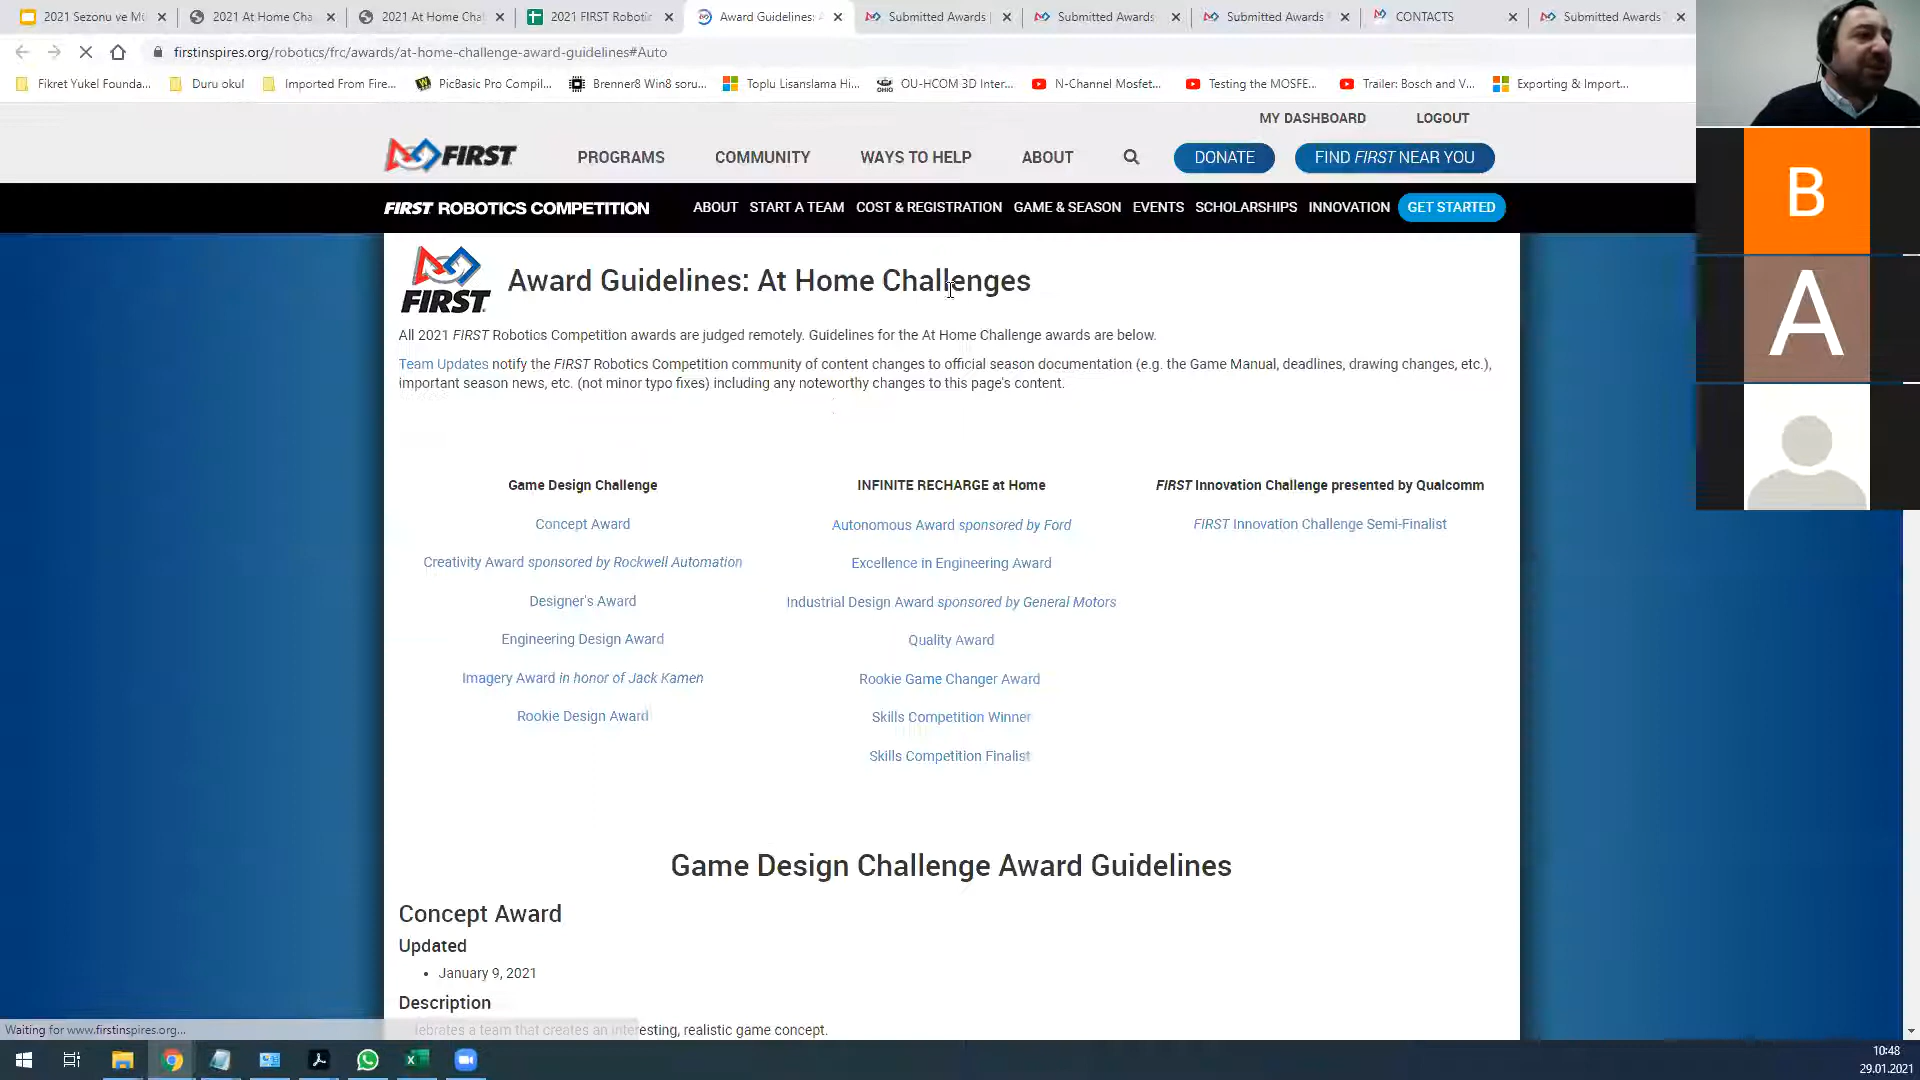 2021 Sezonu ve Mü
2021 At Home Cha
2021 At Home Chal
2021 FIRST Robotic
Award Guidelines: A
Submitted Awards |
Submitted Awards
Submitted Awards
CONTACTS
Submitted Awards
firstinspires.org/robotics/frc/awards/at-home-challenge-award-guidelines#Auto
Fikret Yukel Founda...
Duru okul
Imported From Fire...
PicBasic Pro Compil...
Brenner8 Win8 soru...
Toplu Lisanslama Hi...
OU-HCOM 3D Inter...
N-Channel Mosfet...
Testing the MOSFE...
Trailer: Bosch and V...
Exporting & Import...
MY DASHBOARD LOGOUT
FIRST PROGRAMS COMMUNITY WAYS TO HELP ABOUT DONATE FIND FIRST NEAR YOU
FIRST ROBOTICS COMPETITION ABOUT START A TEAM COST & REGISTRATION GAME & SEASON EVENTS SCHOLARSHIPS INNOVATION GET STARTED
B
A
FIRST
Award Guidelines: At Home Challenges
All 2021 FIRST Robotics Competition awards are judged remotely. Guidelines for the At Home Challenge awards are below.
Team Updates notify the FIRST Robotics Competition community of content changes to official season documentation (e.g. the Game Manual, deadlines, drawing changes, etc.),
important season news, etc. (not minor typo fixes) including any noteworthy changes to this page's content.
Game Design Challenge
Concept Award
Creativity Award sponsored by Rockwell Automation
Designer's Award
Engineering Design Award
Imagery Award in honor of Jack Kamen
Rookie Design Award
INFINITE RECHARGE at Home
Autonomous Award sponsored by Ford
Excellence in Engineering Award
Industrial Design Award sponsored by General Motors
Quality Award
Rookie Game Changer Award
Skills Competition Winner
Skills Competition Finalist
FIRST Innovation Challenge presented by Qualcomm
FIRST Innovation Challenge Semi-Finalist
Game Design Challenge Award Guidelines
Concept Award
Updated
• January 9, 2021
Description
lebrates a team that creates an interesting, realistic game concept.
Waiting for www.firstinspires.org...
10:48
29.01.2021